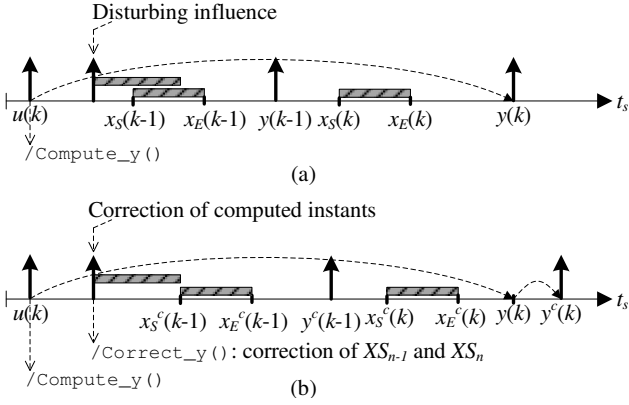 Disturbing influence
u(k) x_S(k-1) x_E(k-1) y(k-1) x_S(k) x_E(k) y(k) t_s
/Compute_y()
(a)
Correction of computed instants
u(k) x_S^c(k-1) x_E^c(k-1) y^c(k-1) x_S^c(k) x_E^c(k) y(k) y^c(k) t_s
/Correct_y(): correction of XS_{n-1} and XS_n
/Compute_y()
(b)